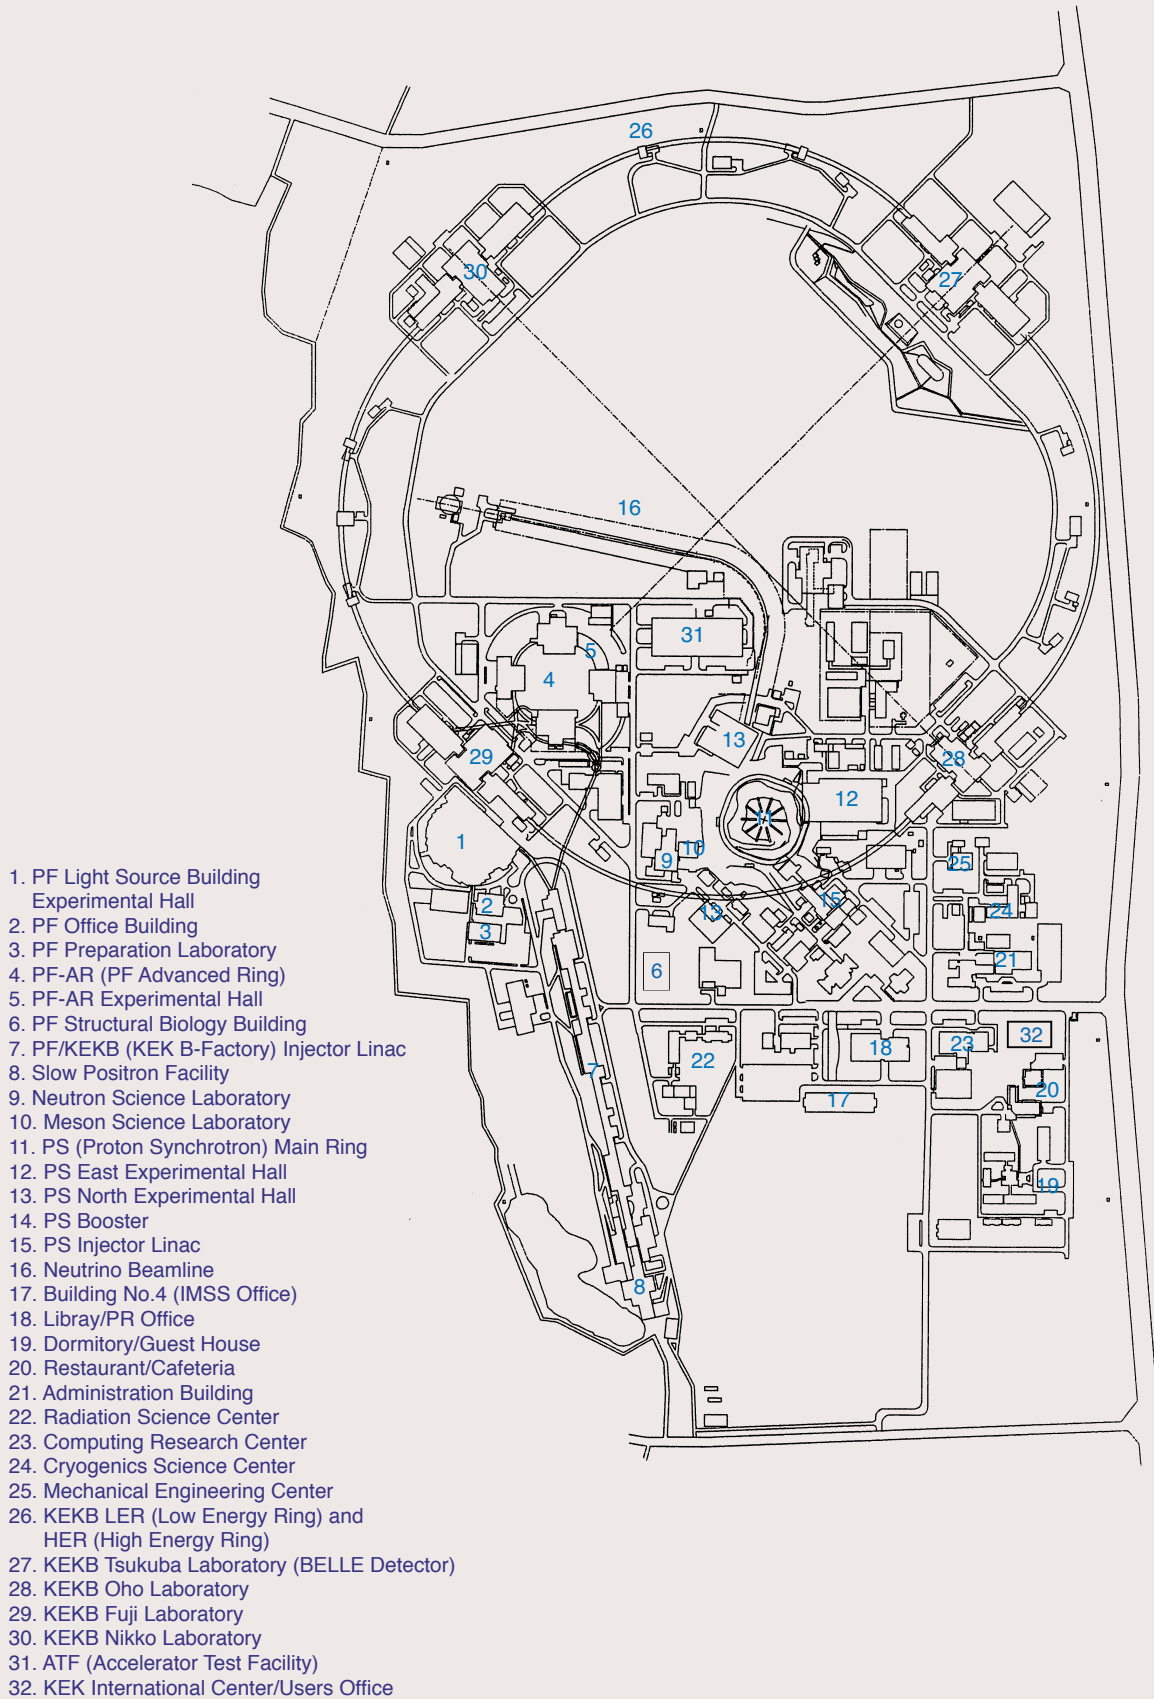 26
30
27
16
31
5
4
13
29
28
12
11
1
10
9
25
2
15
13
24
3
21
6
32
18
23
22
7
20
17
19
8
1. PF Light Source Building
Experimental Hall
2. PF Office Building
3. PF Preparation Laboratory
4. PF-AR (PF Advanced Ring)
5. PF-AR Experimental Hall
6. PF Structural Biology Building
7. PF/KEKB (KEK B-Factory) Injector Linac
8. Slow Positron Facility
9. Neutron Science Laboratory
10. Meson Science Laboratory
11. PS (Proton Synchrotron) Main Ring
12. PS East Experimental Hall
13. PS North Experimental Hall
14. PS Booster
15. PS Injector Linac
16. Neutrino Beamline
17. Building No.4 (IMSS Office)
18. Libray/PR Office
19. Dormitory/Guest House
20. Restaurant/Cafeteria
21. Administration Building
22. Radiation Science Center
23. Computing Research Center
24. Cryogenics Science Center
25. Mechanical Engineering Center
26. KEKB LER (Low Energy Ring) and
HER (High Energy Ring)
27. KEKB Tsukuba Laboratory (BELLE Detector)
28. KEKB Oho Laboratory
29. KEKB Fuji Laboratory
30. KEKB Nikko Laboratory
31. ATF (Accelerator Test Facility)
32. KEK International Center/Users Office